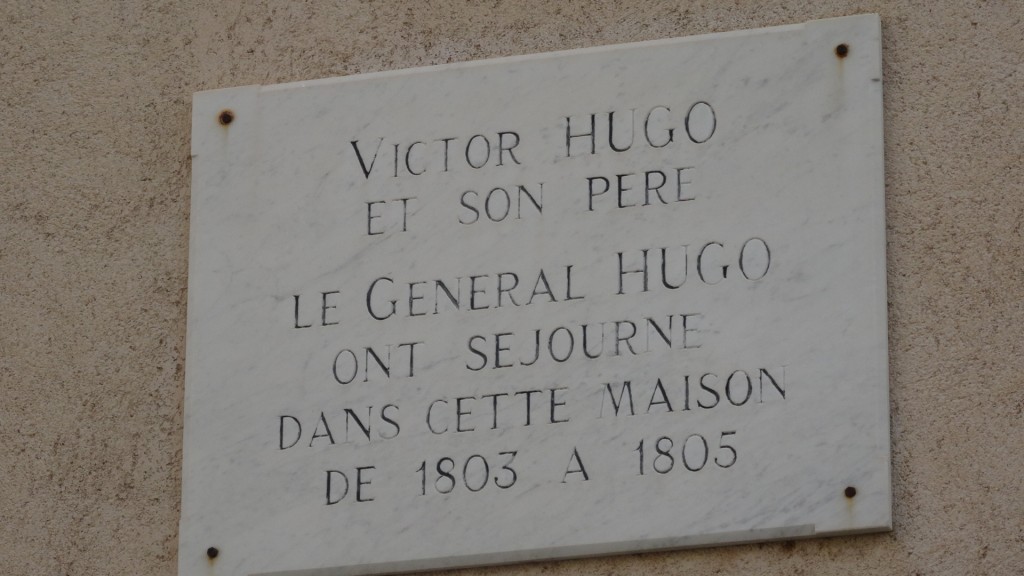 VICTOR HUGO
ET SON PERE
LE GENERAL HUGO
ONT SEJOURNE
DANS CETTE MAISON
DE 1803 A 1805